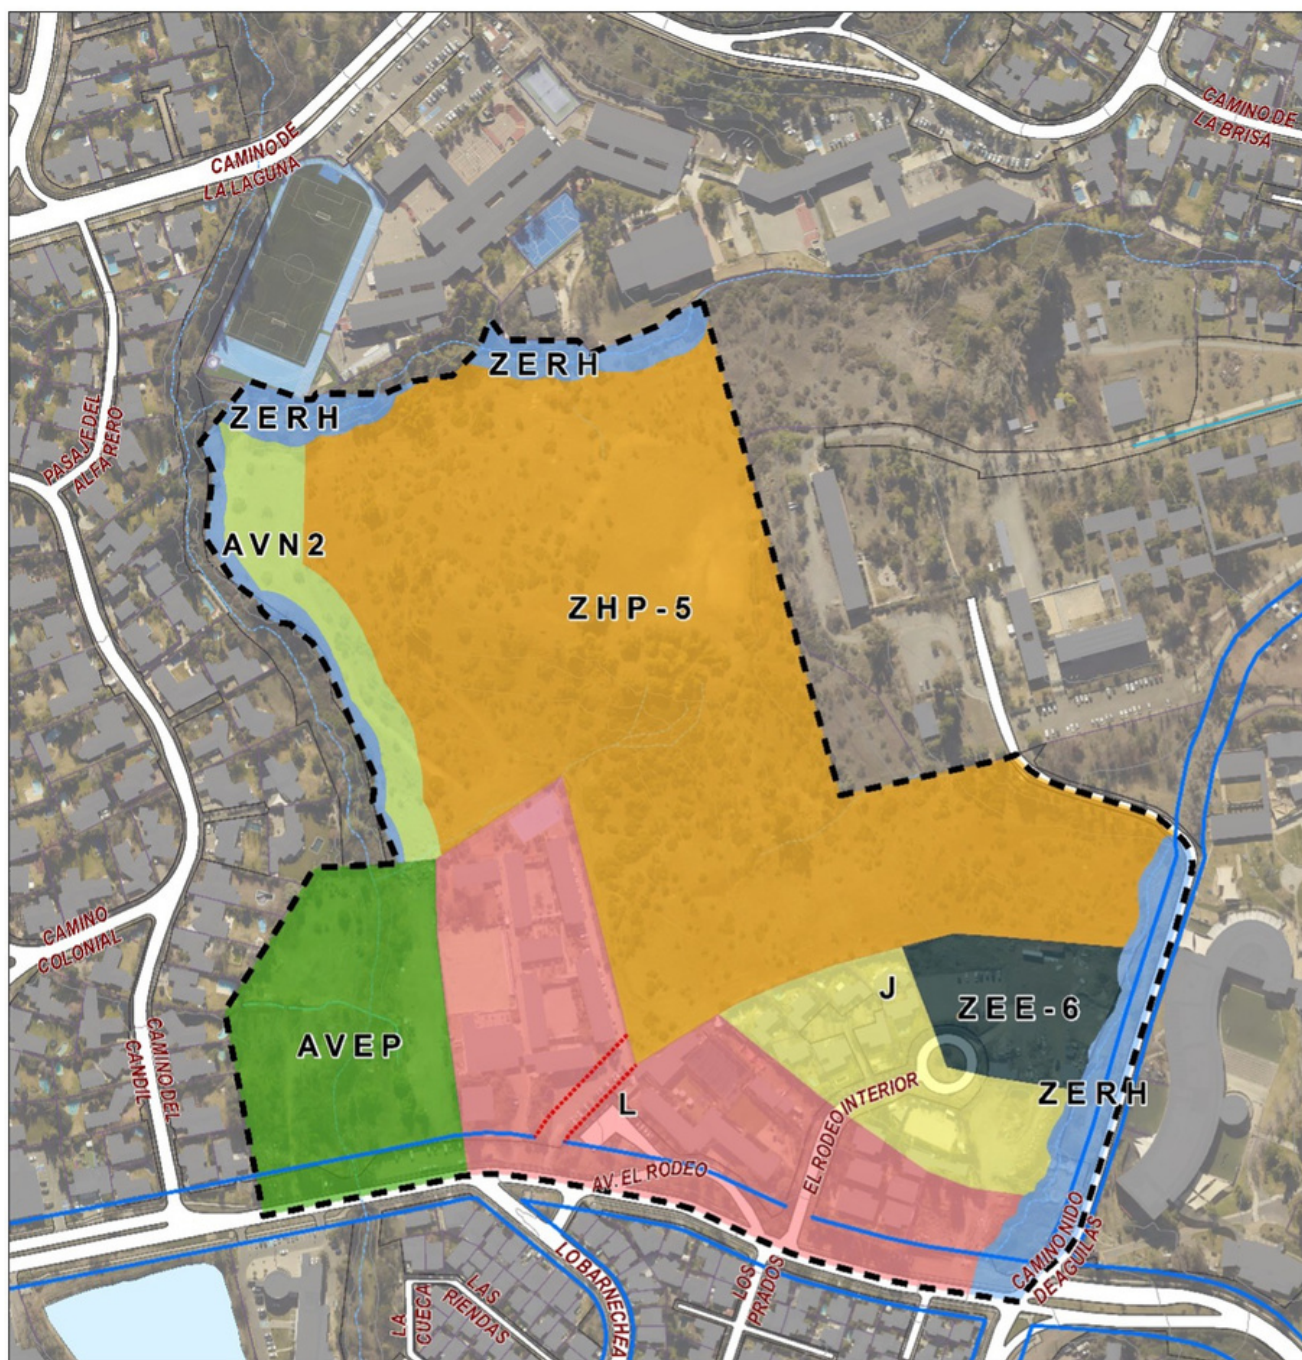 CAMINO DE
LA LAGUNA
CAMINO DE
LA BRISA
ZERH
ZERH
PASAJE DEL
ALFARERO
AVN2
ZHP-5
CAMINO
COLONIAL
J
ZEE-6
AVEP
CAMINO DEL
CANDIL
ZERH
L
EL RODEO INTERIOR
AV. EL RODEO
CAMINO NIDO
DE AGUILAS
LO BARNECHEA
LOS
PRADOS
LAS
RIENDAS
LA
CUECA